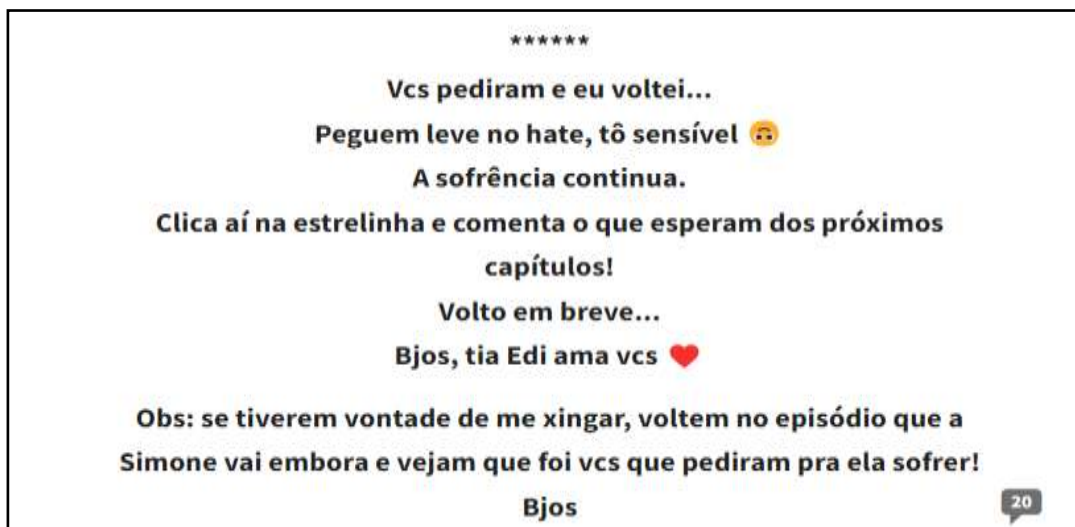 ******
Vcs pediram e eu voltei...
Peguem leve no hate, tô sensível 🙃
A sofrência continua.
Clica aí na estrelinha e comenta o que esperam dos próximos
capítulos!
Volto em breve...
Bjos, tia Edi ama vcs ❤️
Obs: se tiverem vontade de me xingar, voltem no episódio que a
Simone vai embora e vejam que foi vcs que pediram pra ela sofrer!
Bjos
20